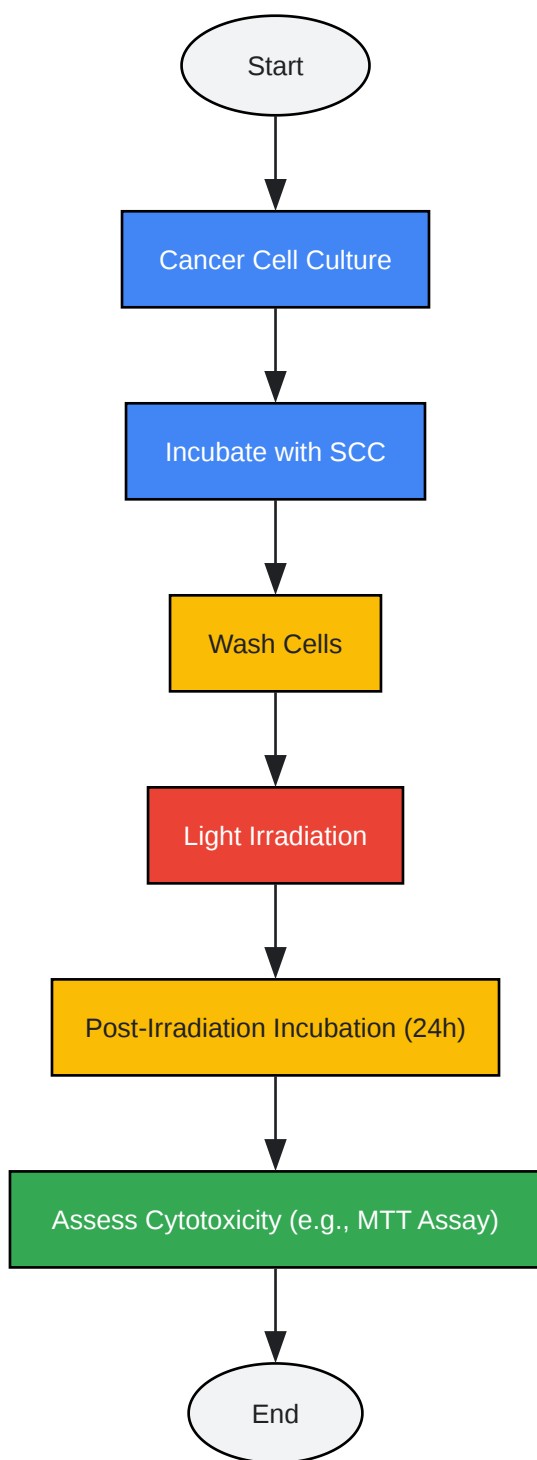 Start
Cancer Cell Culture
Incubate with SCC
Wash Cells
Light Irradiation
Post-Irradiation Incubation (24h)
Assess Cytotoxicity (e.g., MTT Assay)
End